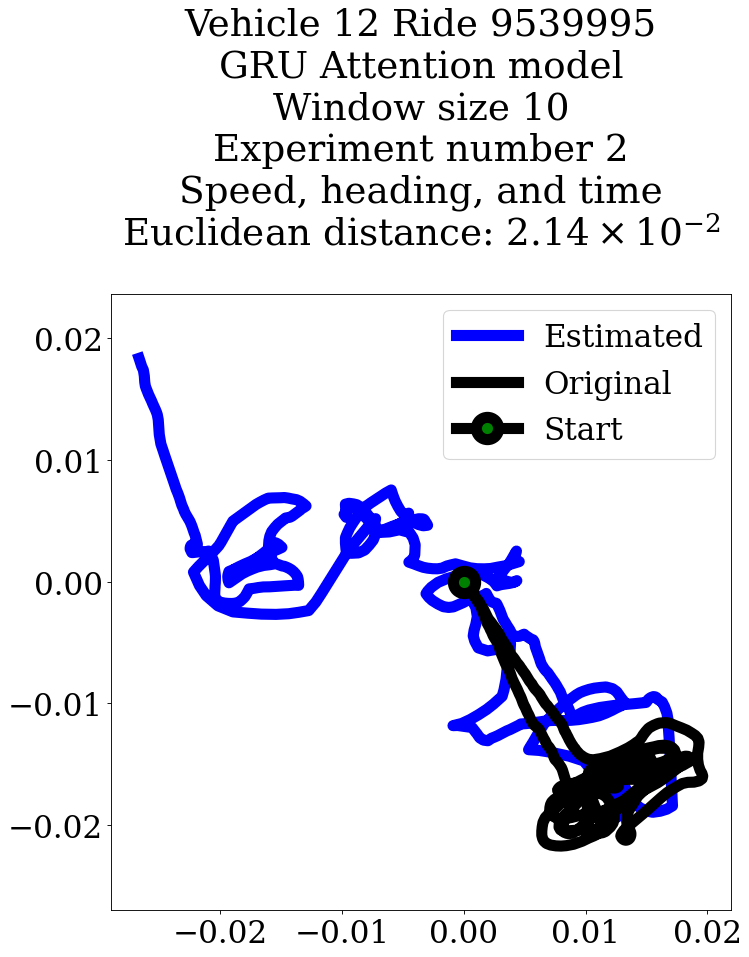 Vehicle 12 Ride 9539995
GRU Attention model
Window size 10
Experiment number 2
Speed, heading, and time
Euclidean distance: 2.14 × 10⁻²
Estimated
Original
Start
0.02
0.01
0.00
−0.01
−0.02
−0.02 −0.01 0.00 0.01 0.02